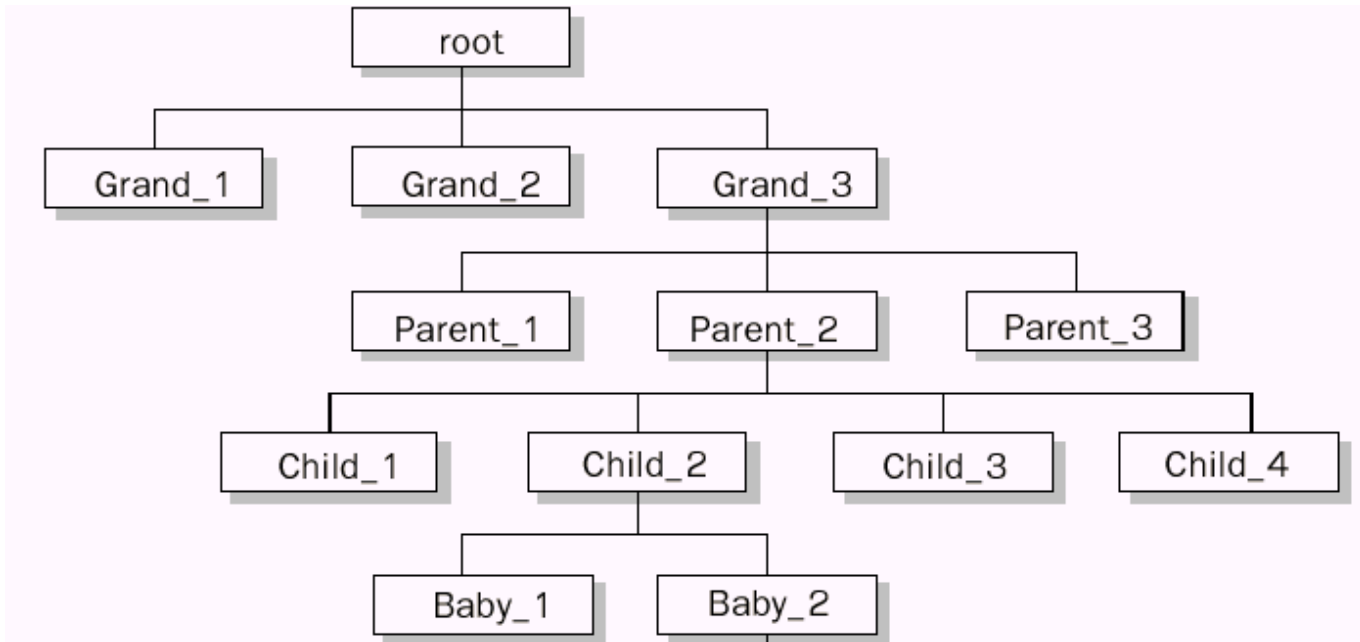 root
Grand_1
Grand_2
Grand_3
Parent_1
Parent_2
Parent_3
Child_1
Child_2
Child_3
Child_4
Baby_1
Baby_2